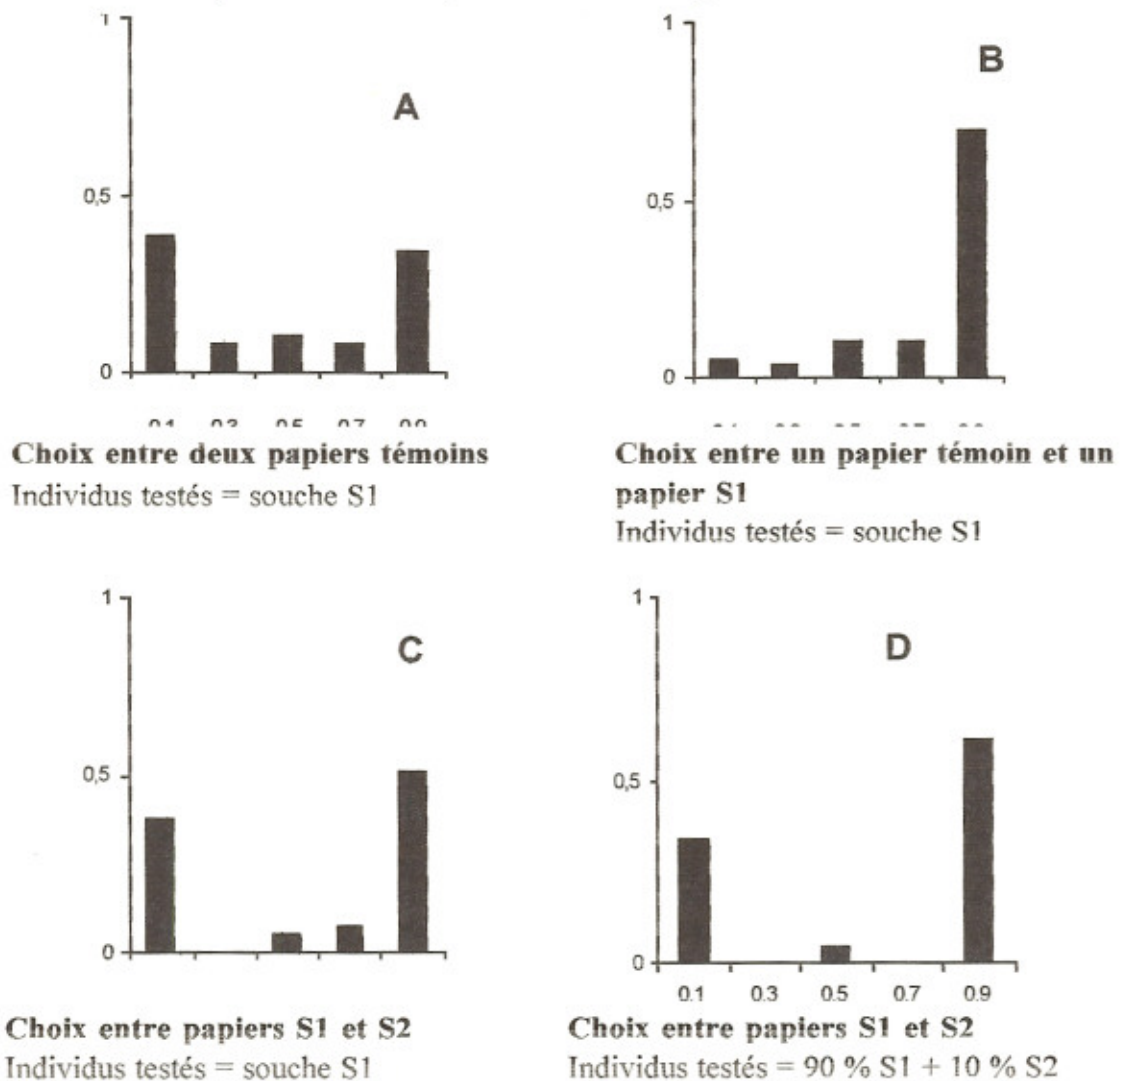 1
A
0,5
0
Choix entre deux papiers témoins
Individus testés = souche S1
1
B
0,5
0
Choix entre un papier témoin et un
papier S1
Individus testés = souche S1
1
C
0,5
0
Choix entre papiers S1 et S2
Individus testés = souche S1
1
D
0,5
0
0.1 0.3 0.5 0.7 0.9
Choix entre papiers S1 et S2
Individus testés = 90 % S1 + 10 % S2